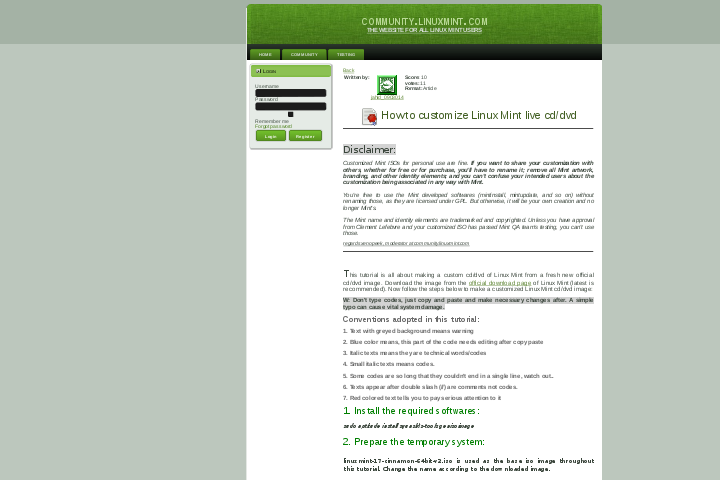 COMMUNITY.LINUXMINT.COM
THE WEBSITE FOR ALL LINUX MINT USERS
HOME COMMUNITY TESTING
LOGIN
Username
Password
Remember me
Forgot password
Login Register
Back
Written by:
Score: 10
votes: 11
Format: Article
How to customize Linux Mint live cd/dvd
Disclaimer:
Customized Mint ISOs for personal use are fine. If you want to share your customization with
others, whether for free or for purchase, you'll have to rename it; remove all Mint artwork,
branding, and other identity elements; and you can't confuse your intended users about the
customization being associated in any way with Mint.
You're free to use the Mint developed softwares (mintinstall, mintupdate, and so on) without
renaming those, as they are licensed under GPL. But otherwise, it will be your own creation and no
longer Mint's.
The Mint name and identity elements are trademarked and copyrighted. Unless you have approval
from Clement Lefebvre and your customized ISO has passed Mint QA team's testing, you can't use
those.
moderator at community.linuxmint.com
This tutorial is all about making a custom cd/dvd of Linux Mint from a fresh new official
cd/dvd image. Download the image from the official download page of Linux Mint (latest is
recommended). Now follow the steps below to make a customized Linux Mint cd/dvd image:
W: Don't type codes, just copy and paste and make necessary changes after. A simple
typo can cause vital system damage.
Conventions adopted in this tutorial:
1. Text with greyed background means warning
2. Blue color means, this part of the code needs editing after copy paste
3. Italic texts means they are technical words/codes
4. Small italic texts means codes.
5. Some codes are so long that they couldn't end in a single line, watch out..
6. Texts appear after double slash (//) are comments not codes.
7. Red colored text tells you to pay serious attention to it
1. Install the required softwares:
sudo aptitude install squashfs-tools genisoimage
2. Prepare the temporary system:
linuxmint-17-cinnamon-64bit-v2.iso is used as the base iso image throughout
this tutorial. Change the name according to the downloaded image.